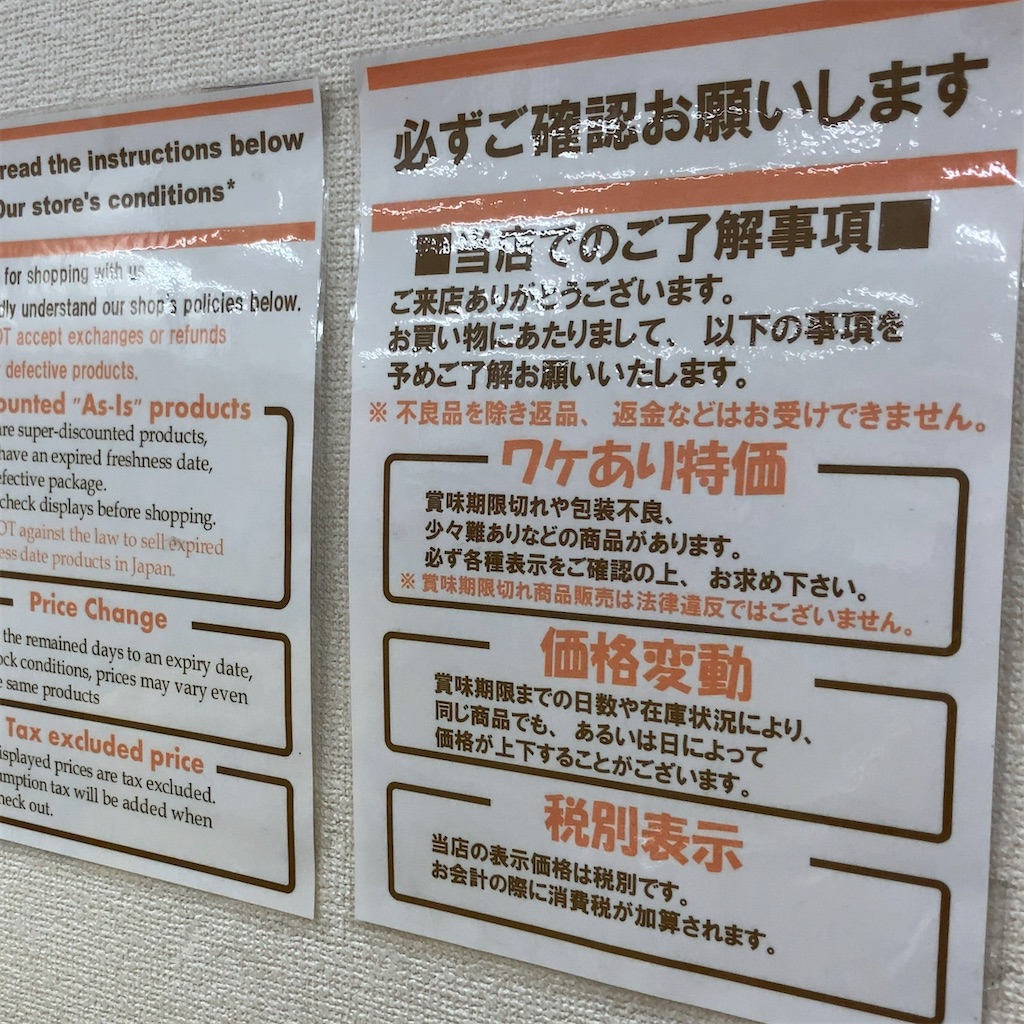 read the instructions below
Our store's conditions*
for shopping with us
understand our shop's policies below.
accept exchanges or refunds
defective products.
"As-Is" products
are super-discounted products,
have an expired freshness date,
package.
check displays before shopping.
against the law to sell expired
date products in Japan.
Price Change
the remained days to an expiry date,
conditions, prices may vary even
same products
Tax excluded price
displayed prices are tax excluded.
tax will be added when
check out.
必ずご確認お願いします
■当店でのご了解事項■
ご来店ありがとうございます。
お買い物にあたりまして、以下の事項を
予めご了解お願いいたします。
※不良品を除き返品、返金などはお受けできません。
ワケあり特価
賞味期限切れや包装不良、
少々難ありなどの商品があります。
必ず各種表示をご確認の上、お求め下さい。
※賞味期限切れ商品販売は法律違反ではございません。
価格変動
賞味期限までの日数や在庫状況により、
同じ商品でも、あるいは日によって
価格が上下することがございます。
税別表示
当店の表示価格は税別です。
お会計の際に消費税が加算されます。